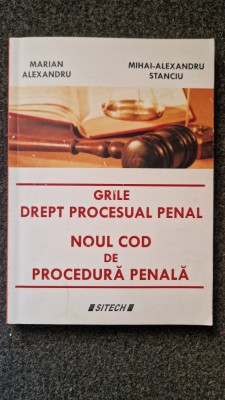 MARIAN
ALEXANDRU
MIHAI-ALEXANDRU
STANCIU
GRILE
DREPT PROCESUAL PENAL
NOUL COD
DE
PROCEDURĂ PENALĂ
SITECH